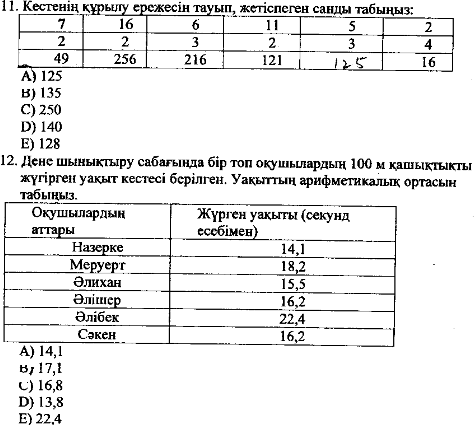 11. Кестенің құрылу ережесін тауып, жетіспеген санды табыңыз:
7 16 6 11 5 2
2 2 3 2 3 4
49 256 216 121 125 16
A) 125
B) 135
C) 250
D) 140
E) 128
12. Дене шынықтыру сабағында бір топ оқушылардың 100 м қашықтықты
жүгірген уақыт кестесі берілген. Уақыттың арифметикалық ортасын
табыңыз.
Оқушылардың аттары Жүрген уақыты (секунд есебімен)
Назерке 14,1
Меруерт 18,2
Әлихан 15,5
Әлішер 16,2
Әлібек 22,4
Сәкен 16,2
A) 14,1
B) 17,1
C) 16,8
D) 13,8
E) 22,4